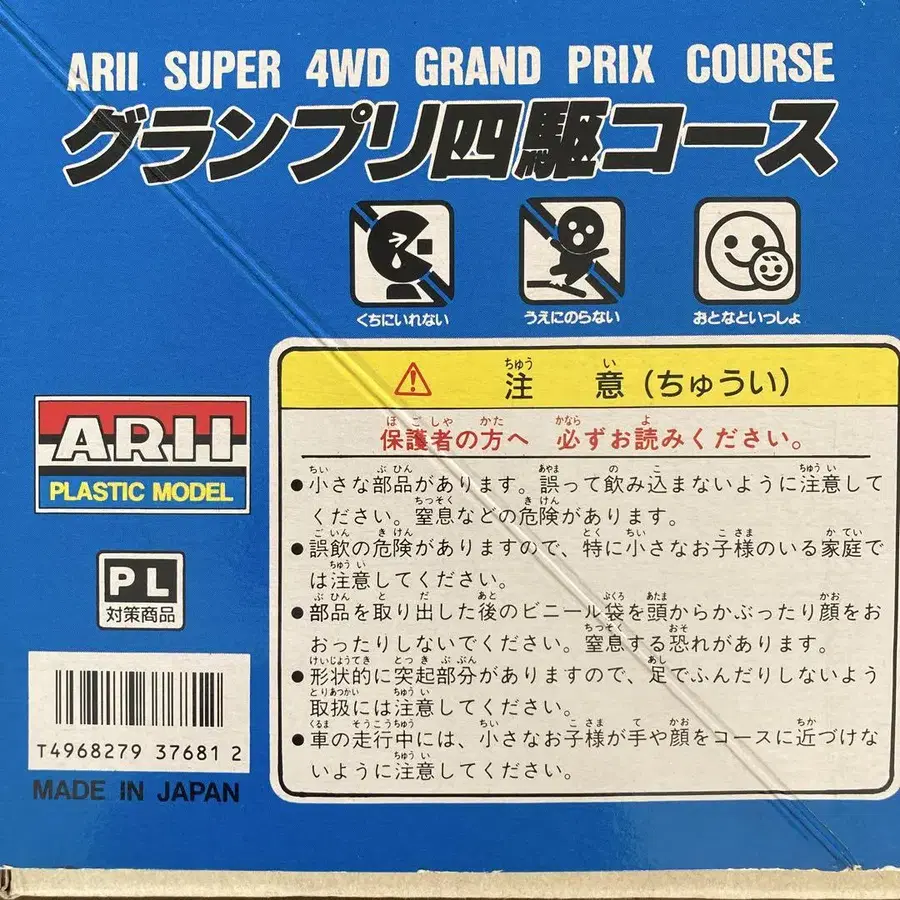 ARII SUPER 4WD GRAND PRIX COURSE
グランプリ四駆コース
くちにいれない
うえにのらない
おとなといっしょ
ARII
PLASTIC MODEL
PL
対策商品
T4968279 37681 2
MADE IN JAPAN
ちゅう い
注 意 (ちゅうい)
ほごしゃ かた かなら よ
保護者の方へ 必ずお読みください。
ちい ぶひん あやま の こ ちゅうい
●小さな部品があります。誤って飲み込まないように注意して
ちっそく きけん
ください。窒息などの危険があります。
ごいん きけん とく ちい こさま かてい
●誤飲の危険がありますので、特に小さなお子様のいる家庭で
ちゅうい
は注意してください。
ぶひん と だ あと ぶくろ あたま かお
●部品を取り出した後のビニール袋を頭からかぶったり顔をお
ちっそく おそ
おったりしないでください。窒息する恐れがあります。
けいじょうてき とっき ぶぶん あし
●形状的に突起部分がありますので、足でふんだりしないよう
とりあつかい ちゅうい
取扱には注意してください。
くるま そうこうちゅう ちい こさま て かお ちか
●車の走行中には、小さなお子様が手や顔をコースに近づけな
ちゅうい
いように注意してください。